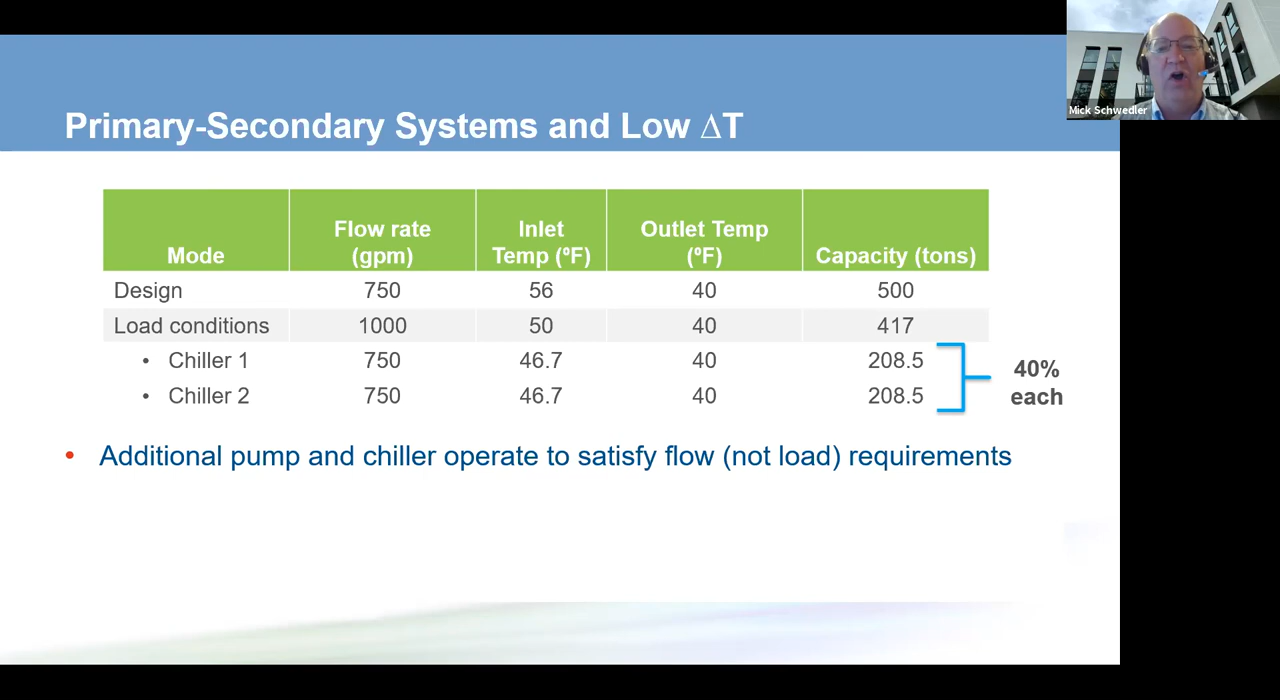 Mick Schwedler
Primary-Secondary Systems and Low ΔT
Mode Flow rate (gpm) Inlet Temp (ºF) Outlet Temp (ºF) Capacity (tons)
Design 750 56 40 500
Load conditions 1000 50 40 417
• Chiller 1 750 46.7 40 208.5
• Chiller 2 750 46.7 40 208.5
40%
each
• Additional pump and chiller operate to satisfy flow (not load) requirements